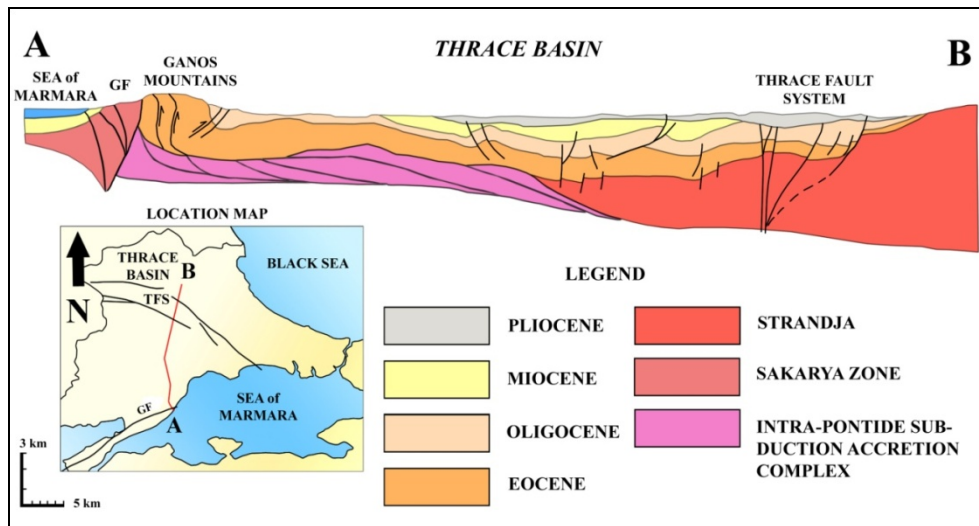 A
THRACE BASIN
B
SEA of
MARMARA
GF
GANOS
MOUNTAINS
THRACE FAULT
SYSTEM
LOCATION MAP
THRACE
BASIN
B
BLACK SEA
TFS
N
SEA of
MARMARA
GF
A
3 km
5 km
LEGEND
PLIOCENE
MIOCENE
OLIGOCENE
EOCENE
STRANDJA
SAKARYA ZONE
INTRA-PONTIDE SUB-
DUCTION ACCRETION
COMPLEX